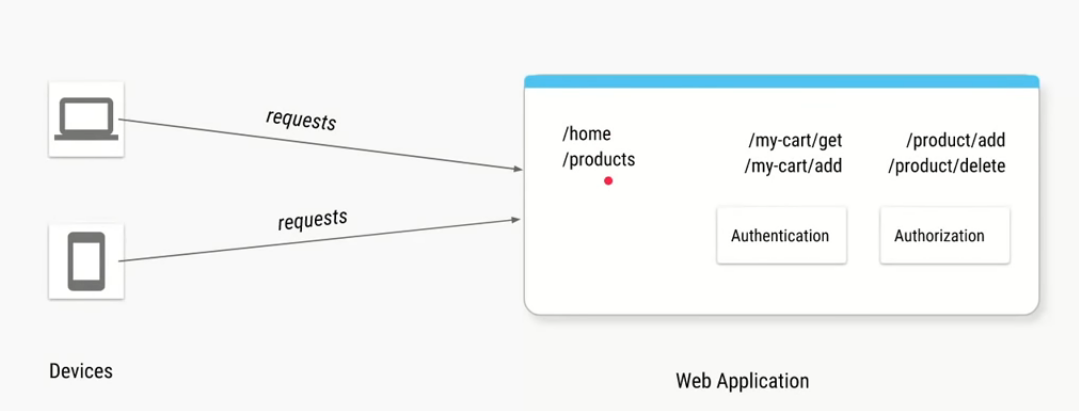 requests
requests
/home
/products
/my-cart/get
/my-cart/add
/product/add
/product/delete
Authentication
Authorization
Devices
Web Application